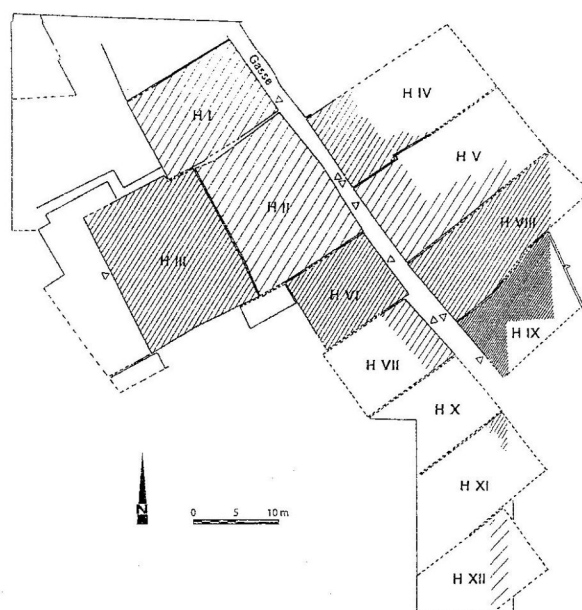 Gasse
H IV
H I
H V
H II
H VIII
H III
H VI
H IX
H VII
H X
H XI
N
0 5 10 m
H XII